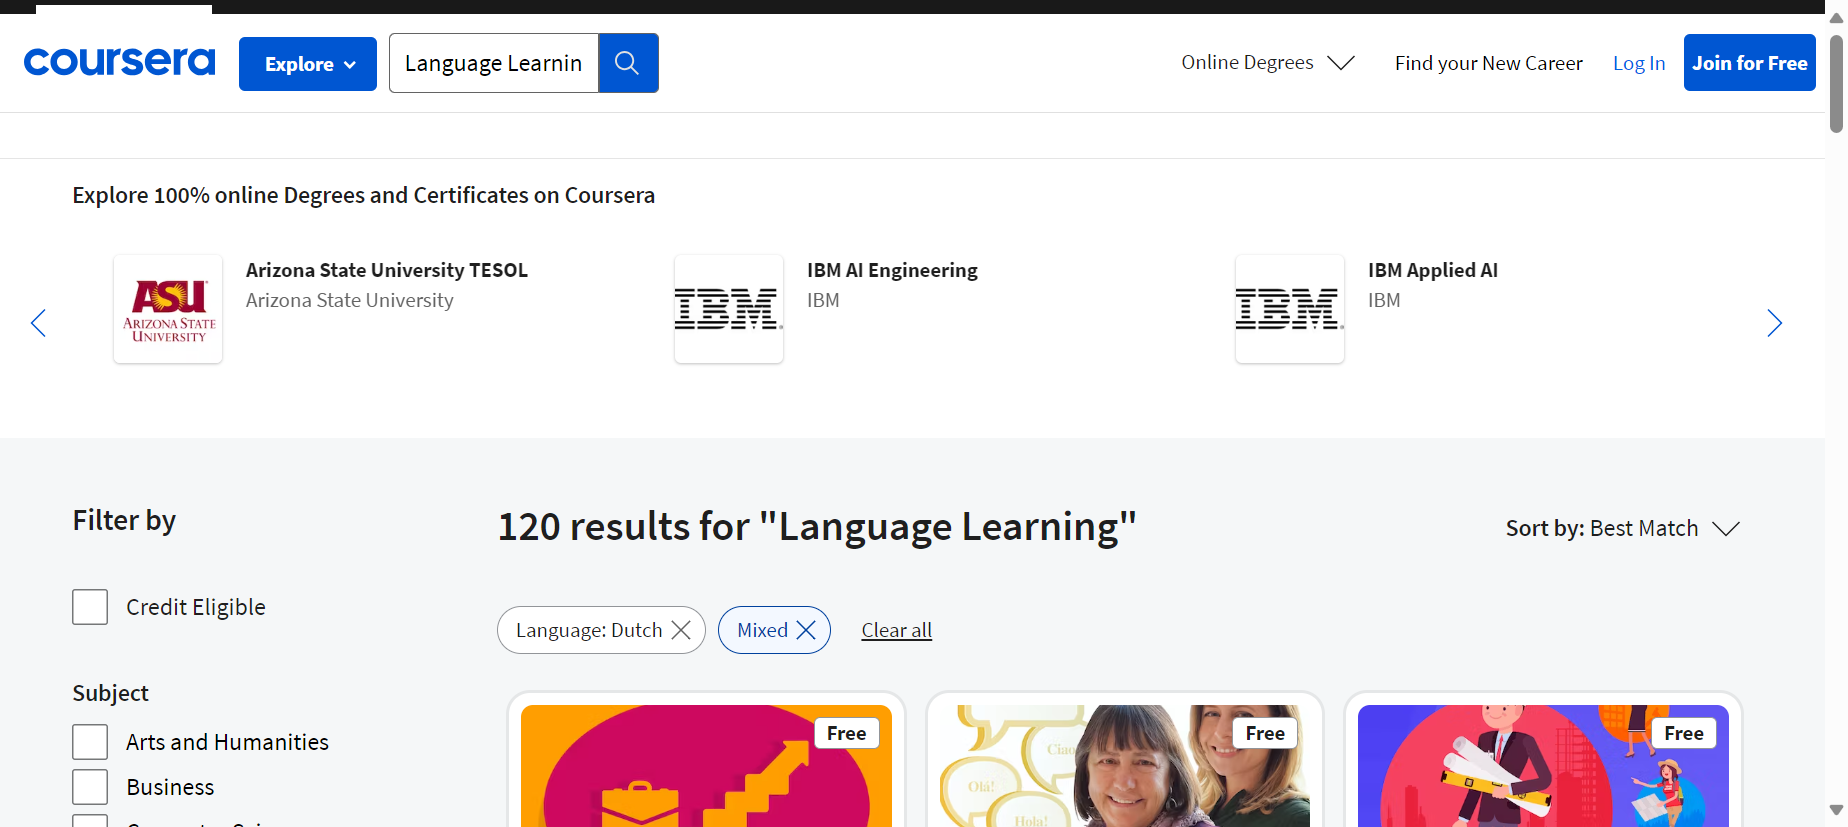 coursera
Explore
Language Learnin
Online Degrees
Find your New Career
Log In
Join for Free
Explore 100% online Degrees and Certificates on Coursera
ASU
ARIZONA STATE
UNIVERSITY
Arizona State University TESOL
Arizona State University
IBM
IBM AI Engineering
IBM
IBM
IBM Applied AI
IBM
Filter by
120 results for "Language Learning"
Sort by: Best Match
Credit Eligible
Language: Dutch
Mixed
Clear all
Subject
Arts and Humanities
Business
Free
Free
Free
Ciao
Olá!
Hola!